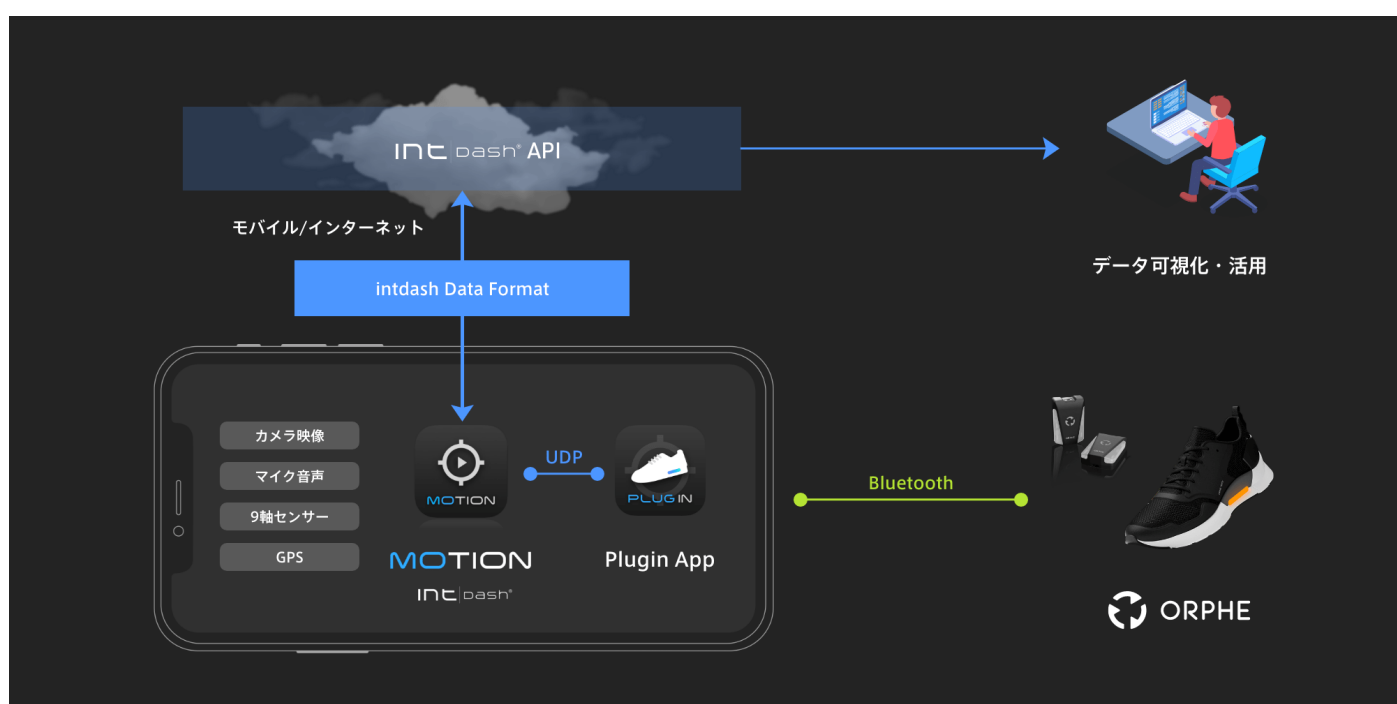 intdash® API
モバイル/インターネット
intdash Data Format
データ可視化・活用
カメラ映像
マイク音声
9軸センサー
GPS
MOTION
UDP
PLUGIN
MOTION
intdash®
Plugin App
Bluetooth
ORPHE